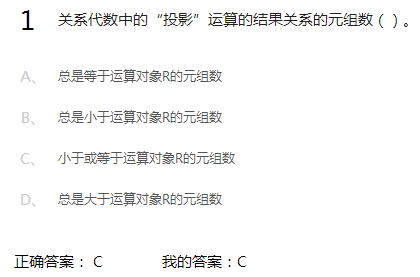 1 关系代数中的“投影”运算的结果关系的元组数（ ）。
A、 总是等于运算对象R的元组数
B、 总是小于运算对象R的元组数
C、 小于或等于运算对象R的元组数
D、 总是大于运算对象R的元组数
正确答案： C 我的答案：C